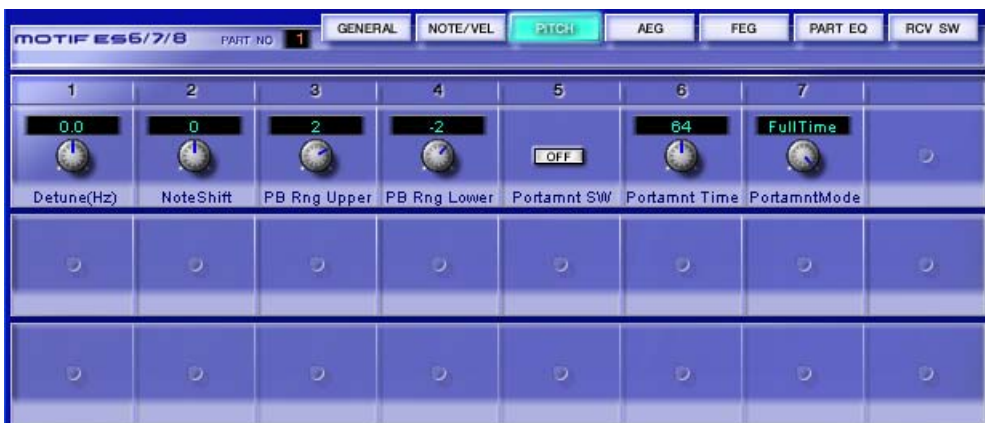 MOTIF ES6/7/8 PART NO 1 GENERAL NOTE/VEL PITCH AEG FEG PART EQ RCV SW
1 2 3 4 5 6 7
0.0 0 2 -2 OFF 64 FullTime
Detune(Hz) NoteShift PB Rng Upper PB Rng Lower Portamnt SW Portamnt Time PortamntMode